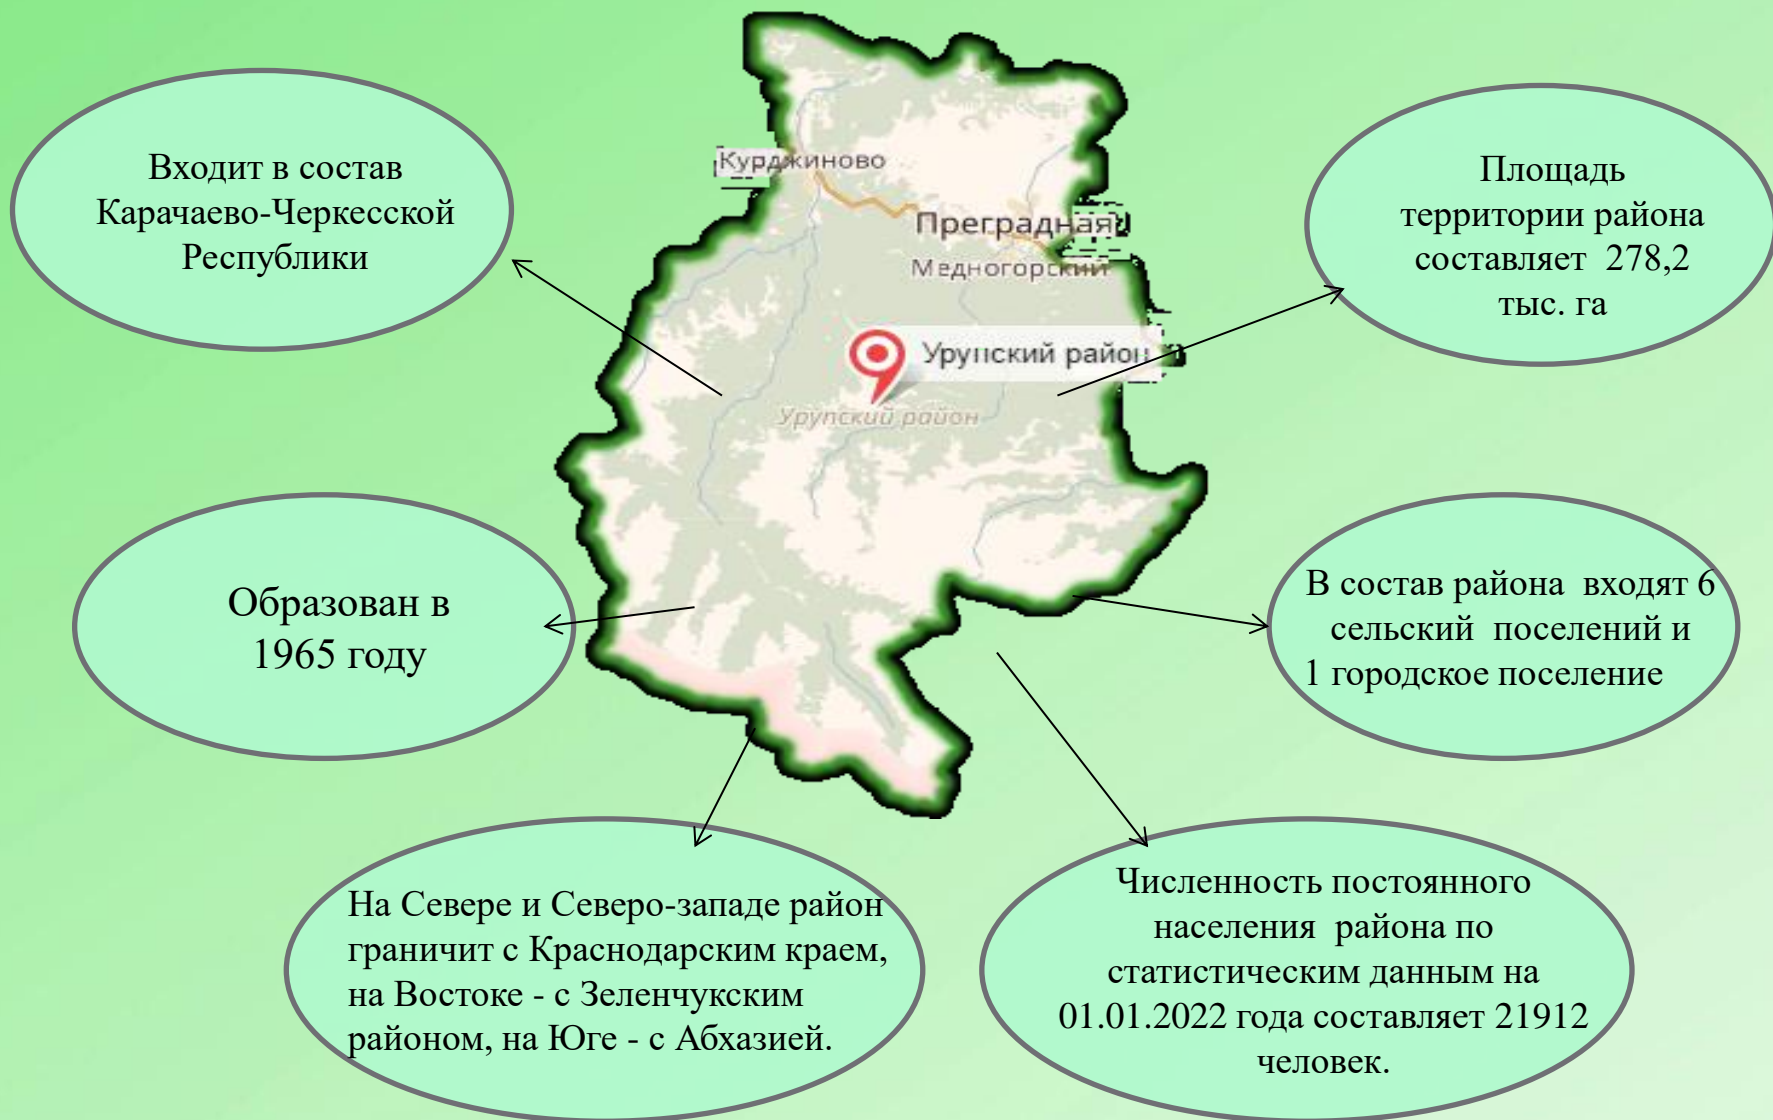 Входит в состав
Карачаево-Черкесской
Республики
Курджиново
Преградная
Медногорский
Урупский район
Урупский район
Площадь
территории района
составляет 278,2
тыс. га
Образован в
1965 году
В состав района входят 6
сельский поселений и
1 городское поселение
На Севере и Северо-западе район
граничит с Краснодарским краем,
на Востоке - с Зеленчукским
районом, на Юге - с Абхазией.
Численность постоянного
населения района по
статистическим данным на
01.01.2022 года составляет 21912
человек.